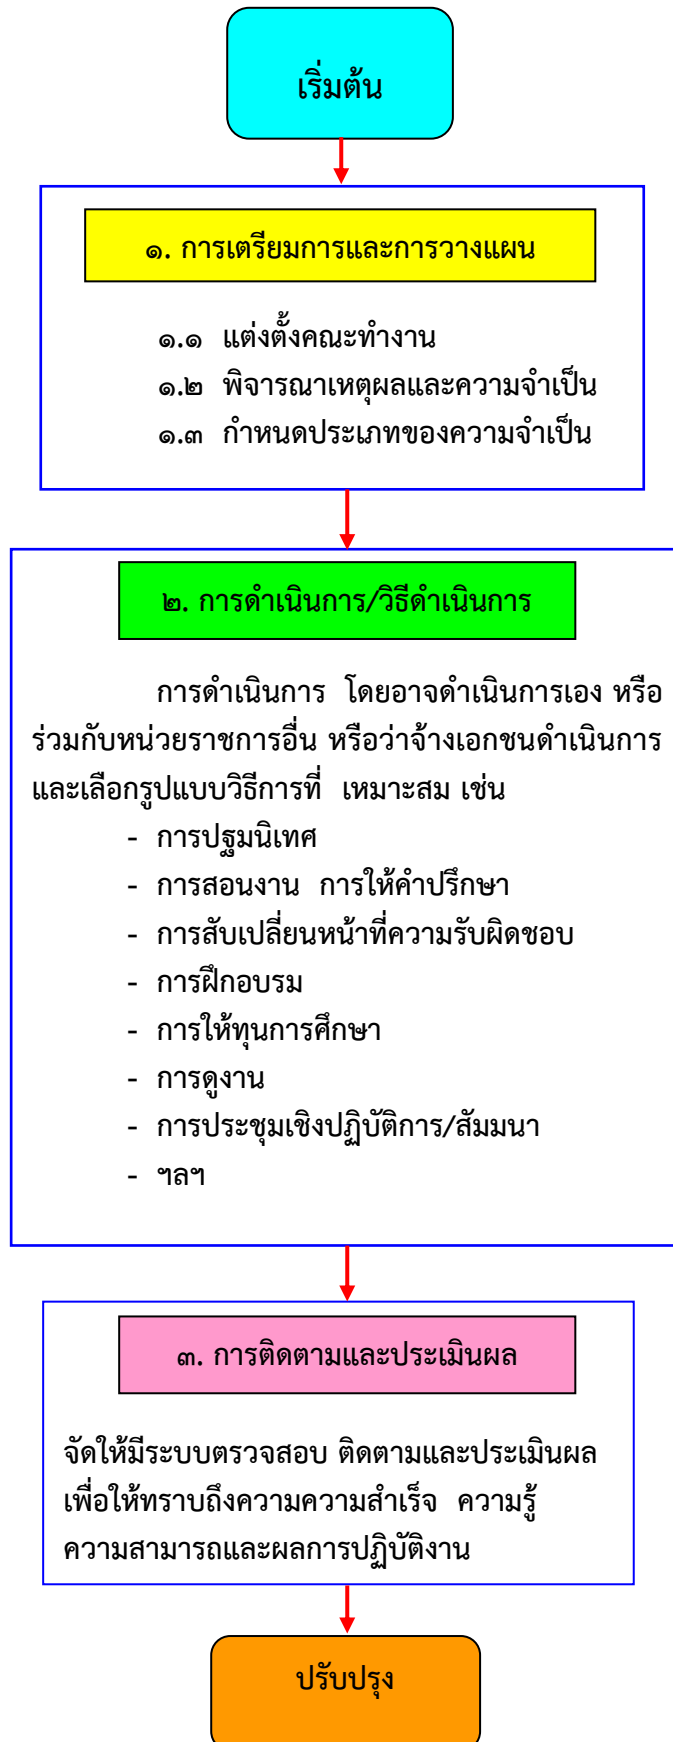 เริ่มต้น
๑. การเตรียมการและการวางแผน
๑.๑ แต่งตั้งคณะทำงาน
๑.๒ พิจารณาเหตุผลและความจำเป็น
๑.๓ กำหนดประเภทของความจำเป็น
๒. การดำเนินการ/วิธีดำเนินการ
การดำเนินการ โดยอาจดำเนินการเอง หรือ
ร่วมกับหน่วยราชการอื่น หรือว่าจ้างเอกชนดำเนินการ
และเลือกรูปแบบวิธีการที่ เหมาะสม เช่น
- การปฐมนิเทศ
- การสอนงาน การให้คำปรึกษา
- การสับเปลี่ยนหน้าที่ความรับผิดชอบ
- การฝึกอบรม
- การให้ทุนการศึกษา
- การดูงาน
- การประชุมเชิงปฏิบัติการ/สัมมนา
- ฯลฯ
๓. การติดตามและประเมินผล
จัดให้มีระบบตรวจสอบ ติดตามและประเมินผล
เพื่อให้ทราบถึงความความสำเร็จ ความรู้
ความสามารถและผลการปฏิบัติงาน
ปรับปรุง